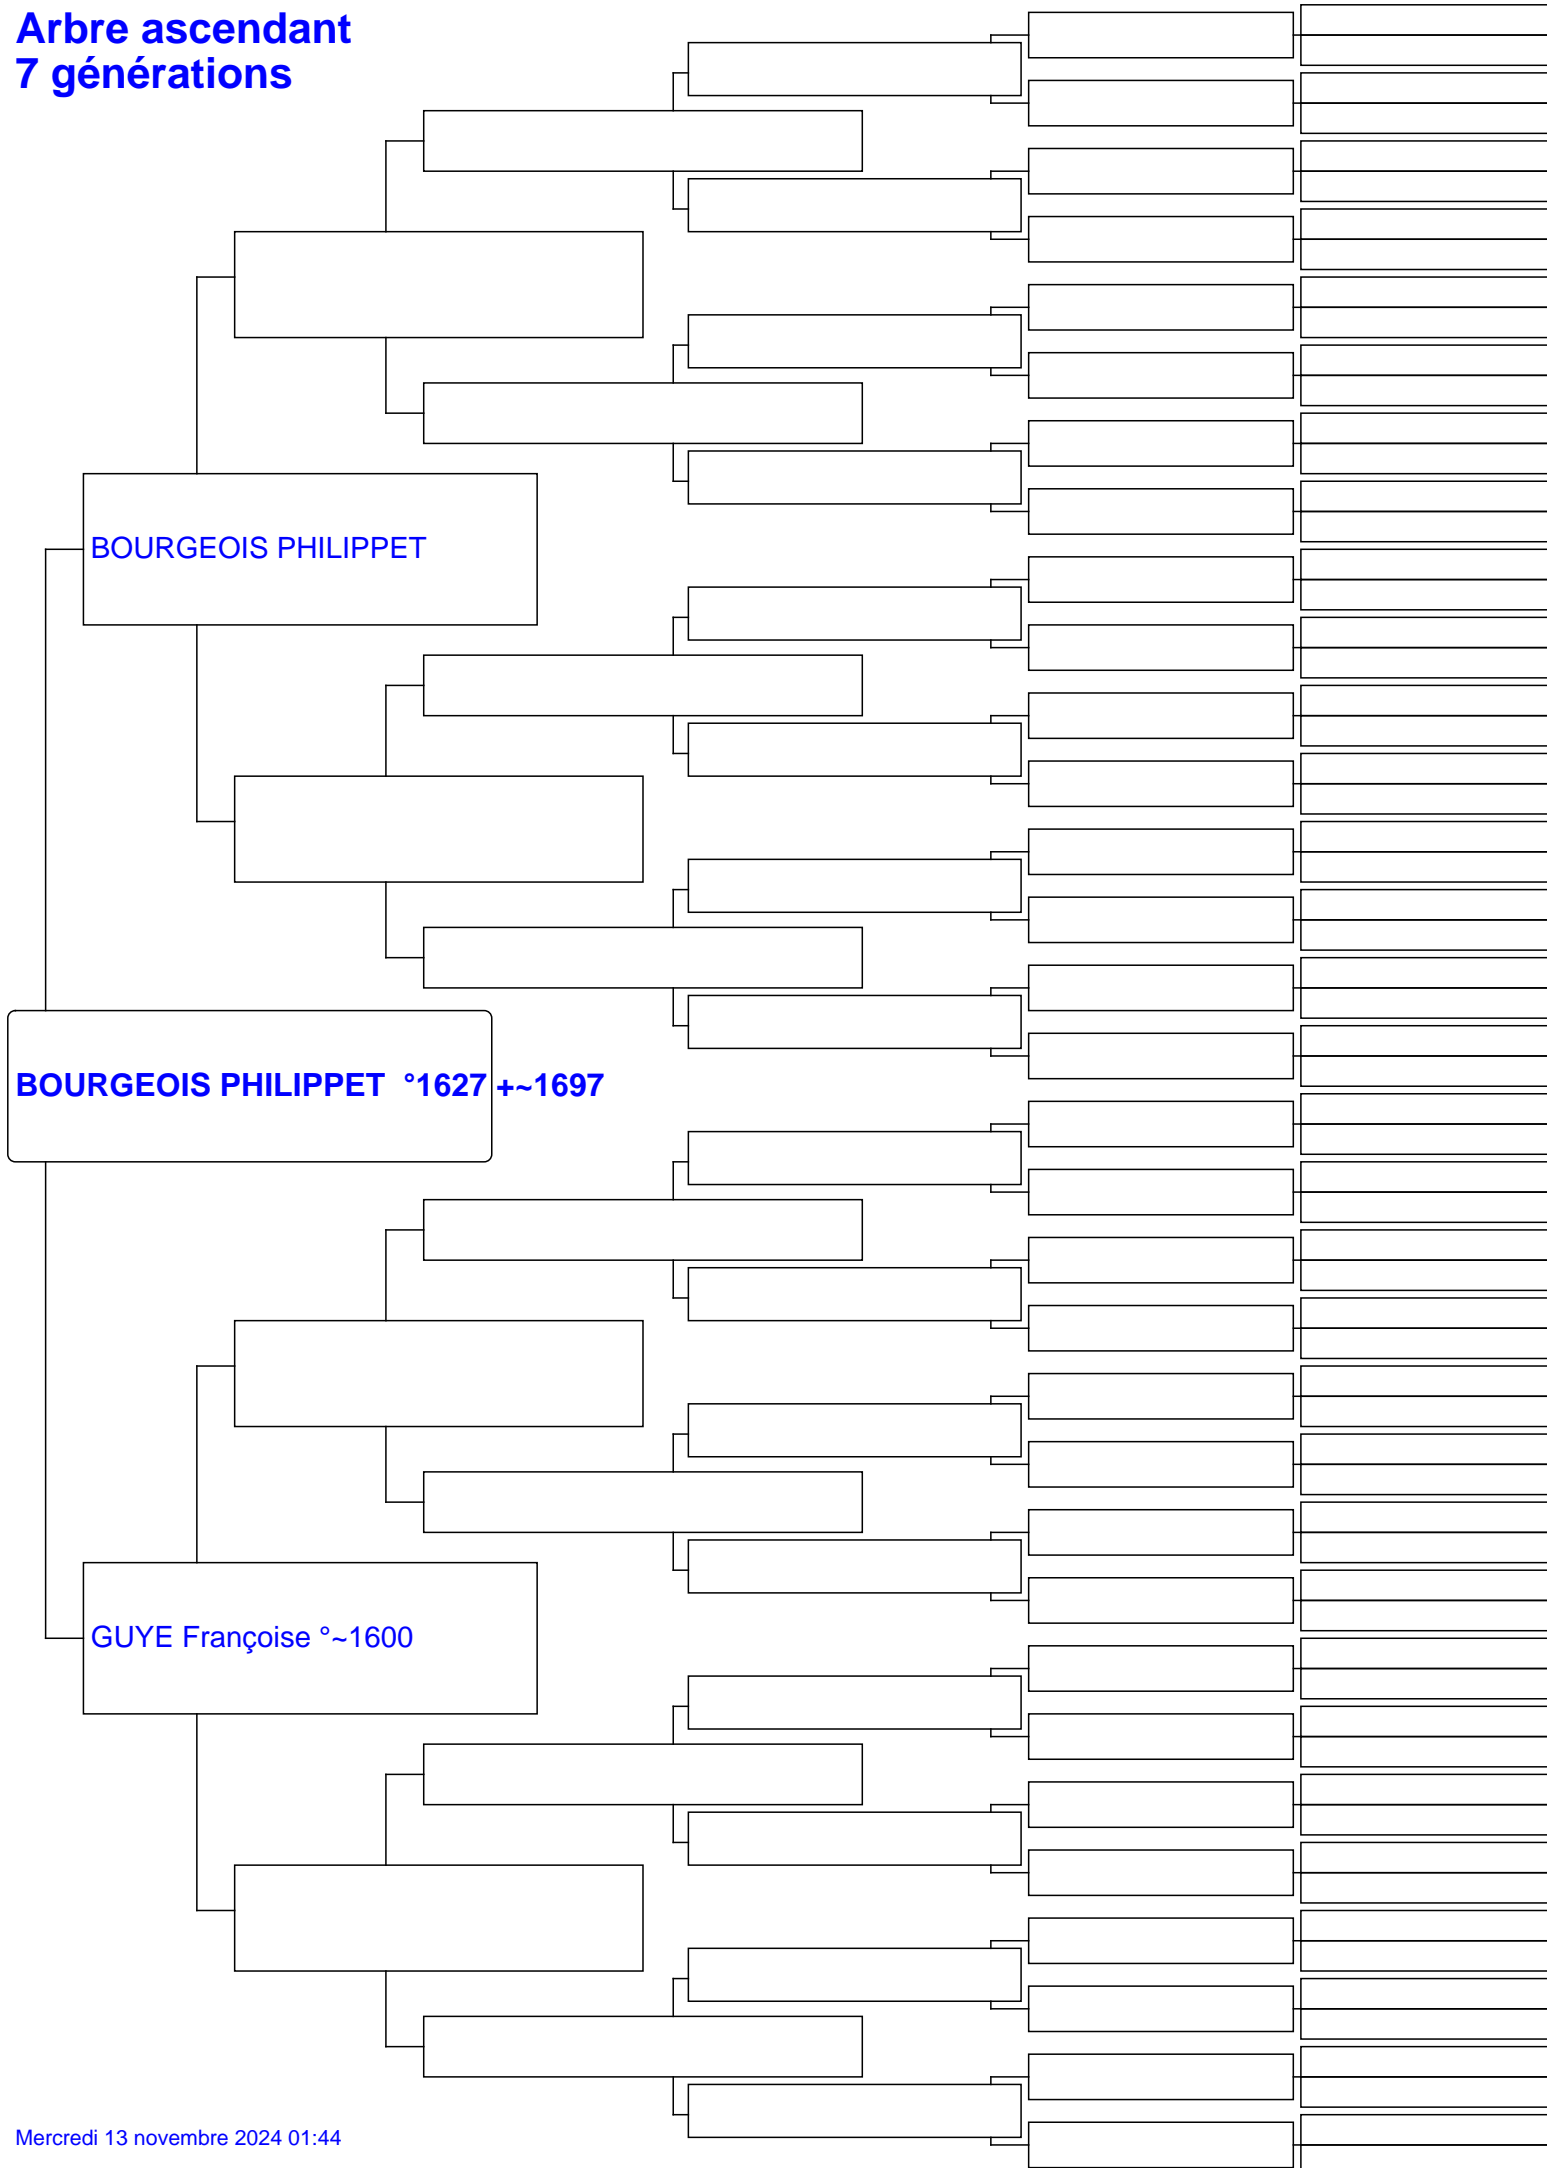 Arbre ascendant
7 générations
BOURGEOIS PHILIPPET
BOURGEOIS PHILIPPET °1627 +~1697
GUYE Françoise °~1600
Mercredi 13 novembre 2024 01:44